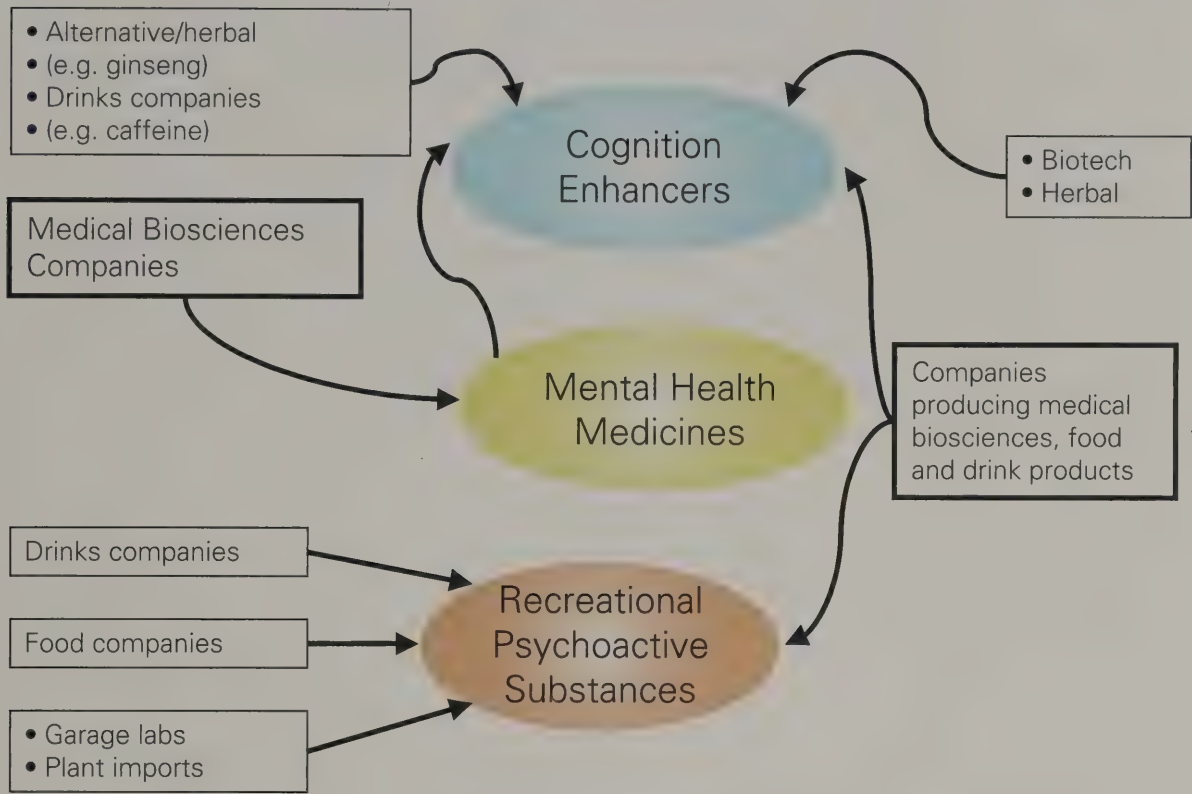 • Alternative/herbal
• (e.g. ginseng)
• Drinks companies
• (e.g. caffeine)
Cognition
Enhancers
• Biotech
• Herbal
Medical Biosciences
Companies
Mental Health
Medicines
Companies
producing medical
biosciences, food
and drink products
Drinks companies
Food companies
• Garage labs
• Plant imports
Recreational
Psychoactive
Substances